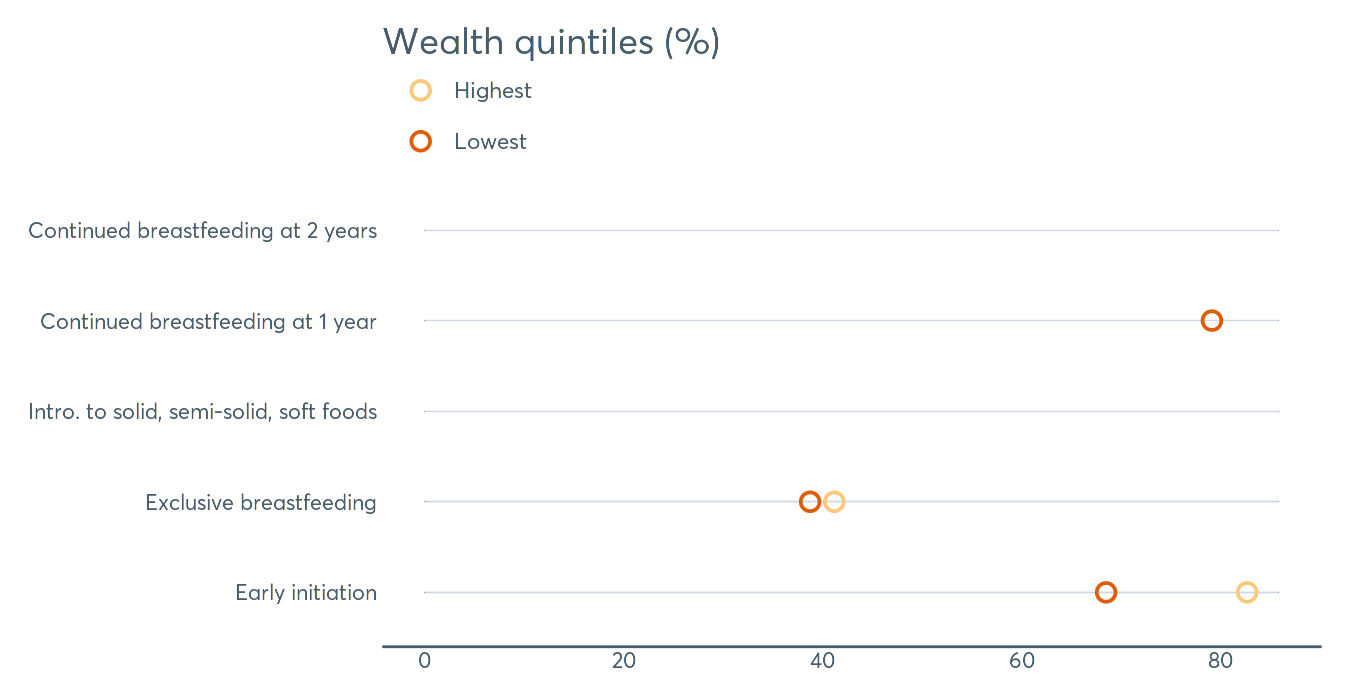 Wealth quintiles (%)
Highest
Lowest
Continued breastfeeding at 2 years
Continued breastfeeding at 1 year
Intro. to solid, semi-solid, soft foods
Exclusive breastfeeding
Early initiation
0 20 40 60 80